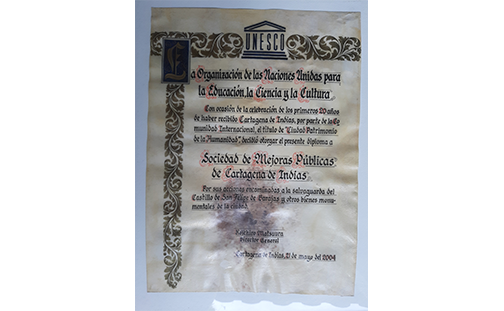 UNESCO
La Organización de las Naciones Unidas para
la Educación, la Ciencia y la Cultura
Con ocasión de la celebración de los primeros 20 años
de haber recibido Cartagena de Indias, por parte de la Co
munidad Internacional, el título de "Ciudad Patrimonio
de la Humanidad", decidió otorgar el presente diploma a
Sociedad de Mejoras Públicas
de Cartagena de Indias
Por sus acciones encaminadas a la salvaguarda del
Castillo de San Felipe de Barajas y otros bienes monu-
mentales de la ciudad.
Koichiro Matsuura
Director General
Cartagena de Indias, 21 de mayo del 2004